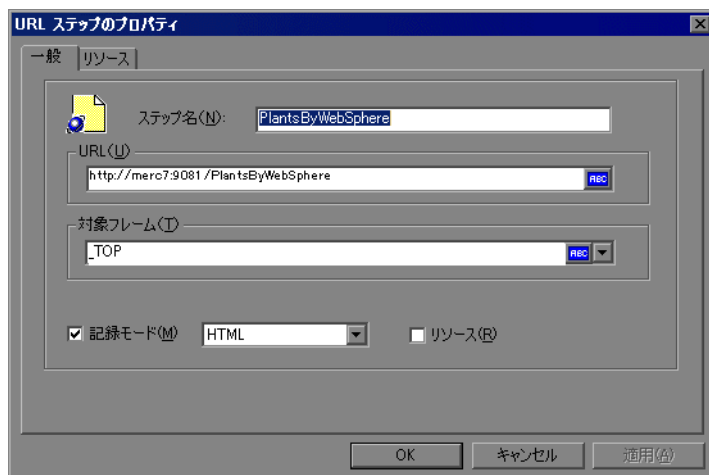 URL ステップのプロパティ
一般 リソース
ステップ名(N): PlantsByWebSphere
URL(U)
http://merc7:9081/PlantsByWebSphere ABC
対象フレーム(T)
_TOP ABC
記録モード(M) HTML リソース(R)
OK キャンセル 適用(A)